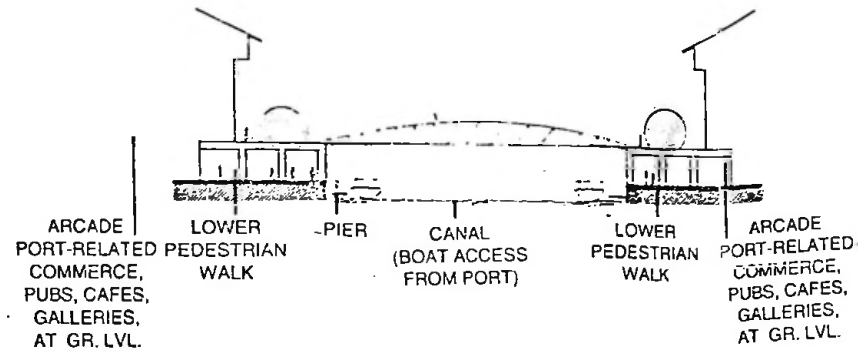 ARCADE
PORT-RELATED
COMMERCE,
PUBS, CAFES,
GALLERIES,
AT GR. LVL.
LOWER
PEDESTRIAN
WALK
PIER
CANAL
(BOAT ACCESS
FROM PORT)
LOWER
PEDESTRIAN
WALK
ARCADE
PORT-RELATED
COMMERCE,
PUBS, CAFES,
GALLERIES,
AT GR. LVL.